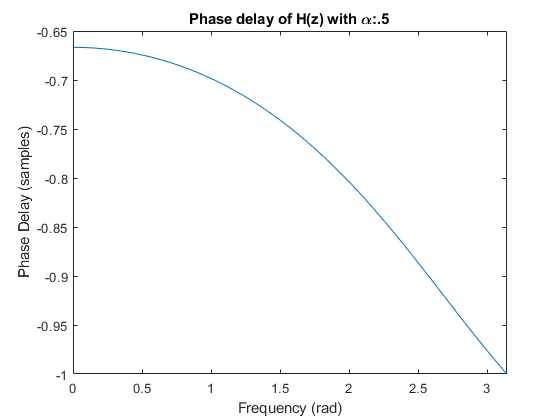 Phase delay of H(z) with α:.5
-0.65
-0.7
-0.75
-0.8
-0.85
-0.9
-0.95
-1
Phase Delay (samples)
0 0.5 1 1.5 2 2.5 3
Frequency (rad)